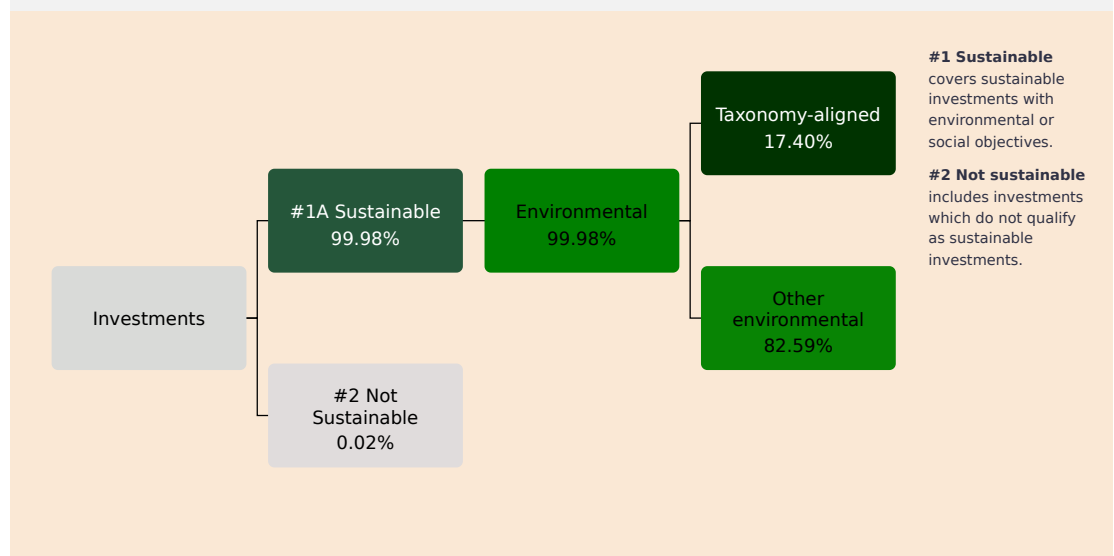 Investments
#1A Sustainable
99.98%
#2 Not
Sustainable
0.02%
Environmental
99.98%
Taxonomy-aligned
17.40%
Other
environmental
82.59%
#1 Sustainable
covers sustainable
investments with
environmental or
social objectives.
#2 Not sustainable
includes investments
which do not qualify
as sustainable
investments.